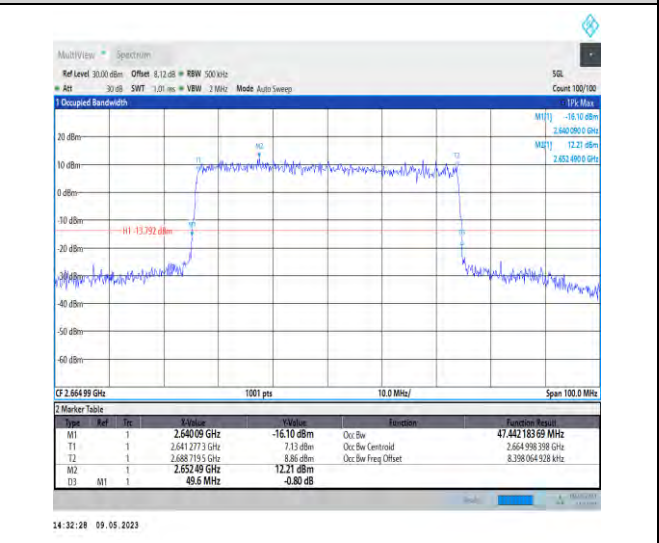 MultiView Spectrum
Ref Level 30.00 dBm Offset 8.12 dB RBW 500 kHz SGL
Att 30 dB SWT 1.01 ms VBW 2 MHz Mode Auto Sweep Count 100/100
1 Occupied Bandwidth 1Pk Max
M1[1] -16.10 dBm
2.640 090 0 GHz
20 dBm M2[1] 12.21 dBm
M2
2.652 490 0 GHz
T1 T2
10 dBm
0 dBm
-10 dBm
H1 -13.792 dBm
-20 dBm
-30 dBm
-40 dBm
-50 dBm
-60 dBm
CF 2.664 99 GHz 1001 pts 10.0 MHz/ Span 100.0 MHz
2 Marker Table
Type Ref Trc X-Value Y-Value Function Function Result
M1 1 2.640 09 GHz -16.10 dBm Occ Bw 47.442 183 69 MHz
T1 1 2.641 277 3 GHz 7.13 dBm Occ Bw Centroid 2.664 998 398 GHz
T2 1 2.688 719 5 GHz 8.86 dBm Occ Bw Freq Offset 8.398 064 928 kHz
M2 1 2.652 49 GHz 12.21 dBm
D3 M1 1 49.6 MHz -0.80 dB
14:32:28 09.05.2023